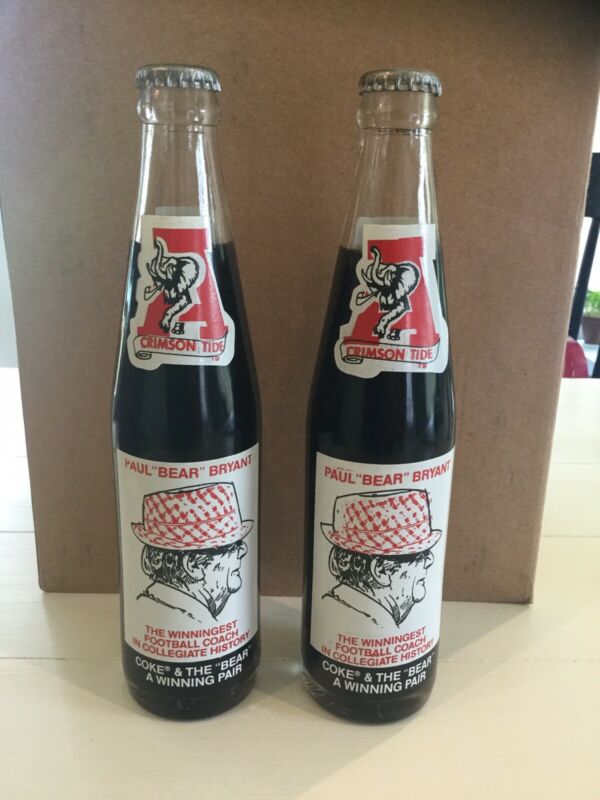 CRIMSON TIDE
PAUL "BEAR" BRYANT
THE WINNINGEST
FOOTBALL COACH
IN COLLEGIATE HISTORY
COKE® & THE "BEAR"
A WINNING PAIR
A
CRIMSON TIDE
PAUL "BEAR" BRYANT
THE WINNINGEST
FOOTBALL COACH
IN COLLEGIATE HISTORY
COKE® & THE "BEAR"
A WINNING PAIR